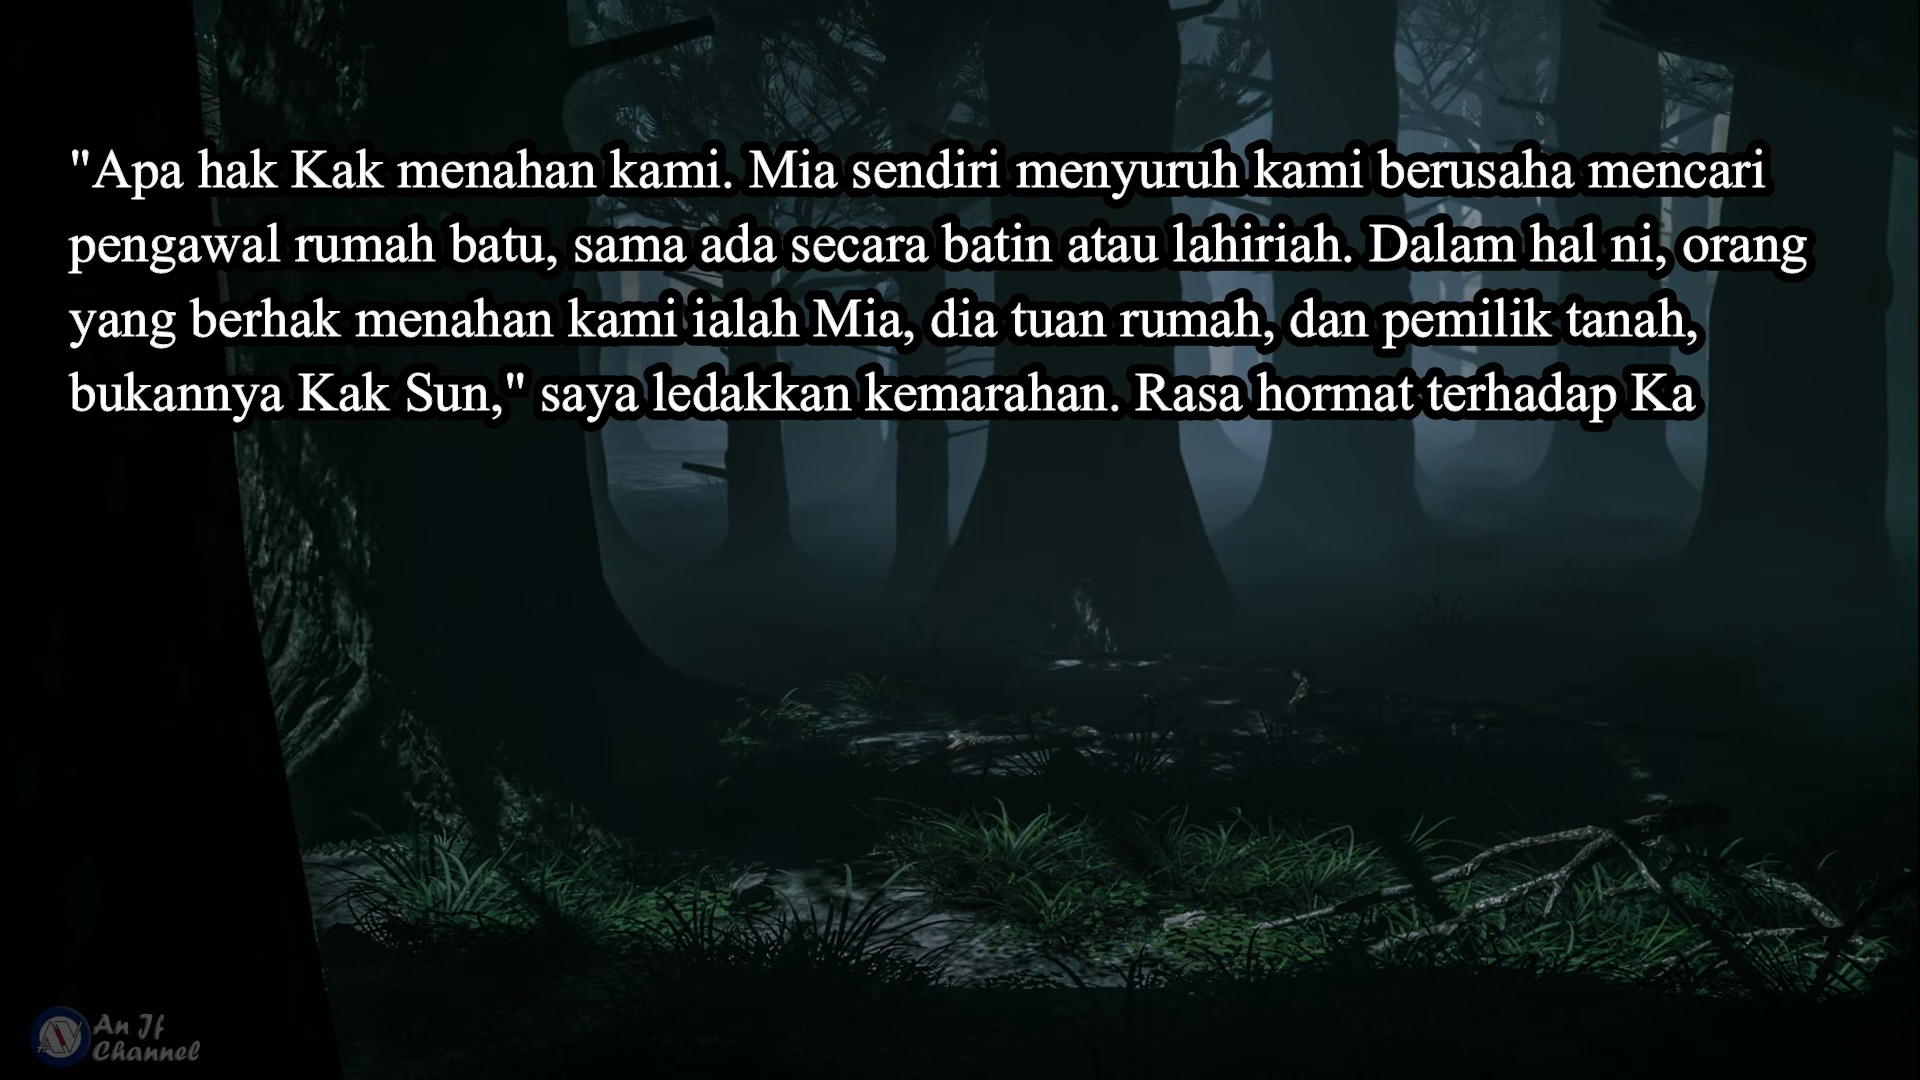 "Apa hak Kak menahan kami. Mia sendiri menyuruh kami berusaha mencari
pengawal rumah batu, sama ada secara batin atau lahiriah. Dalam hal ni, orang
yang berhak menahan kami ialah Mia, dia tuan rumah, dan pemilik tanah,
bukannya Kak Sun," saya ledakkan kemarahan. Rasa hormat terhadap Ka
An If
Channel